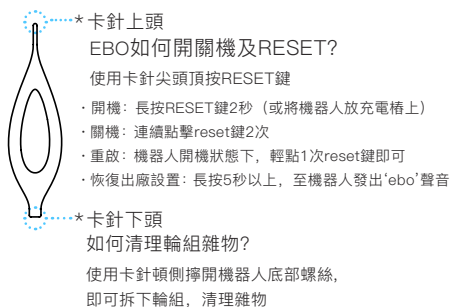 *卡針上頭
EBO如何開關機及RESET?
使用卡針尖頭頂按RESET鍵
·開機：長按RESET鍵2秒（或將機器人放充電樁上）
·關機：連續點擊reset鍵2次
·重啟：機器人開機狀態下，輕點1次reset鍵即可
·恢復出廠設置：長按5秒以上，至機器人發出‘ebo’聲音
*卡針下頭
如何清理輪組雜物?
使用卡針頓側擰開機器人底部螺絲，
即可拆下輪組，清理雜物